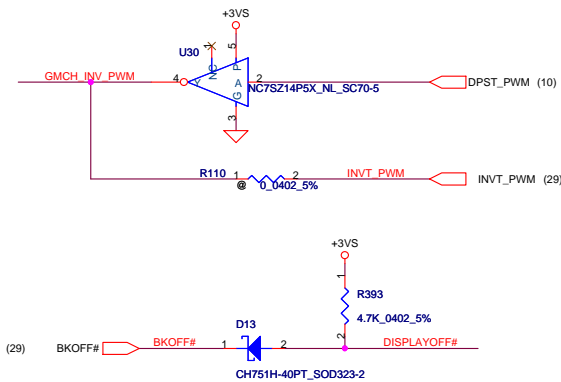 +3VS
U30
1
NC
5
P
GMCH_INV_PWM
4
Y
A
2
DPST_PWM (10)
NC7SZ14P5X_NL_SC70-5
G
3
R110
1
2
INVT_PWM
INVT_PWM (29)
@
0_0402_5%
+3VS
1
R393
4.7K_0402_5%
2
D13
(29)
BKOFF#
BKOFF#
1
2
DISPLAYOFF#
CH751H-40PT_SOD323-2